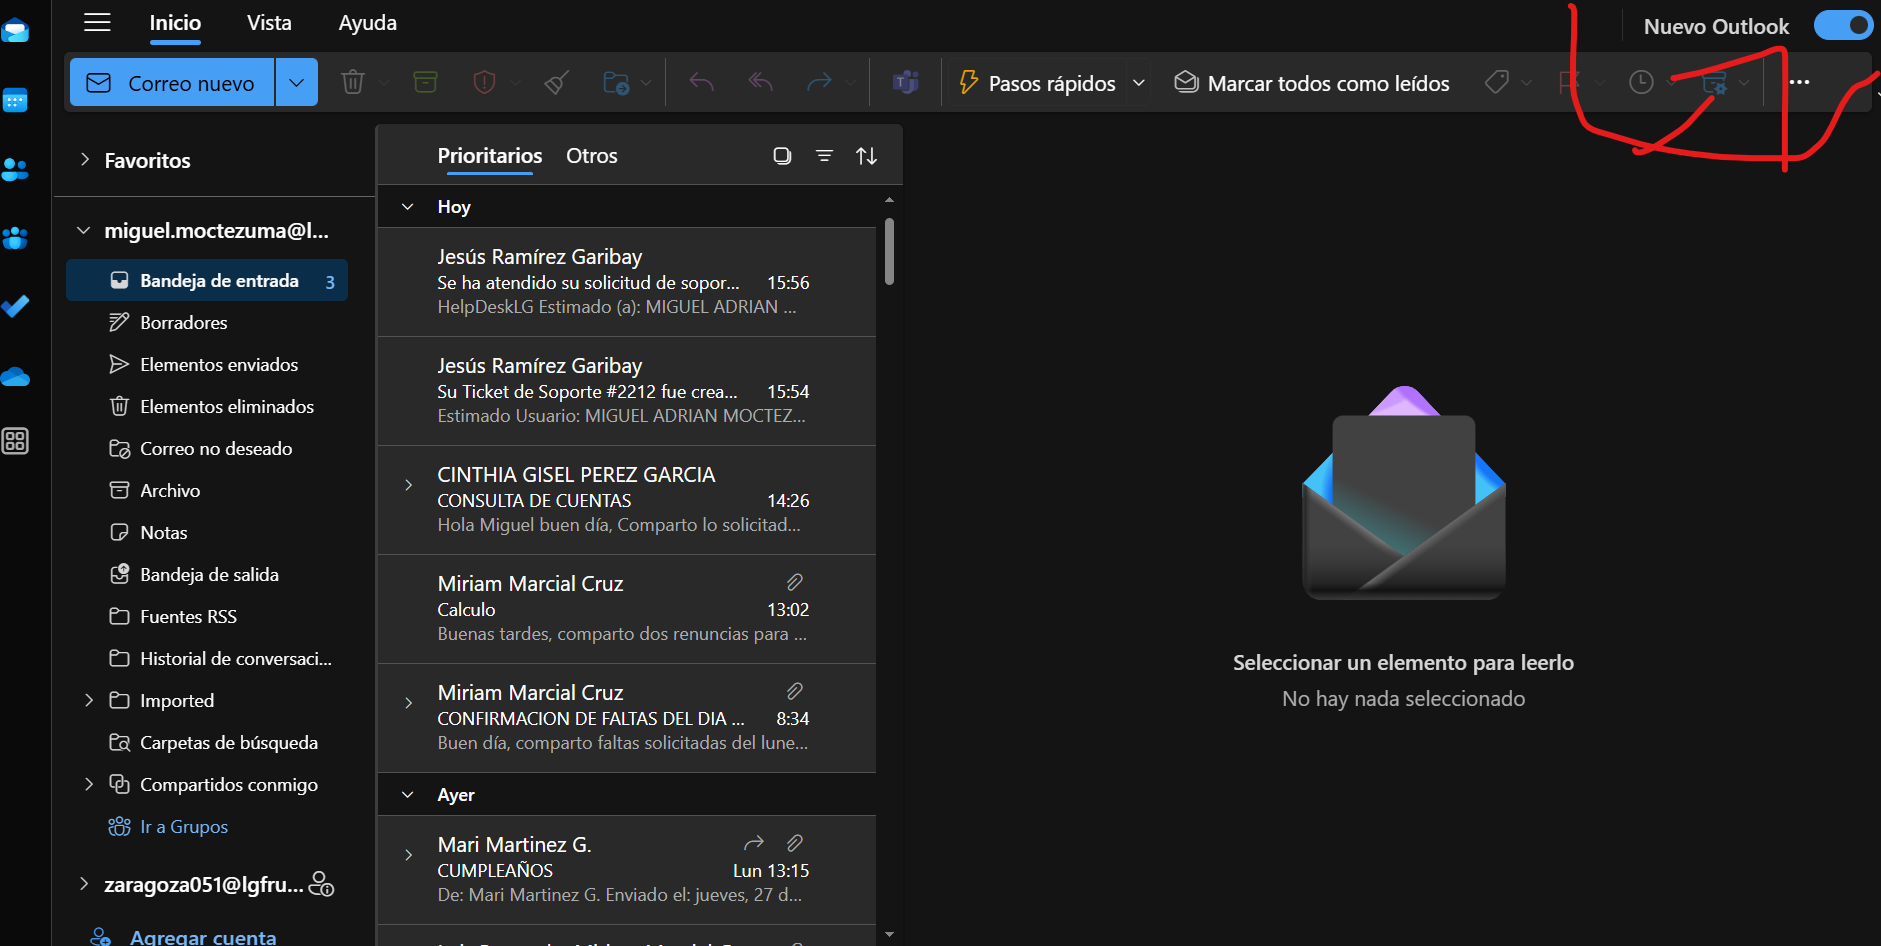 Inicio Vista Ayuda Nuevo Outlook
Correo nuevo Pasos rápidos Marcar todos como leídos
Favoritos
miguel.moctezuma@l...
Bandeja de entrada 3
Borradores
Elementos enviados
Elementos eliminados
Correo no deseado
Archivo
Notas
Bandeja de salida
Fuentes RSS
Historial de conversaci...
Imported
Carpetas de búsqueda
Compartidos conmigo
Ir a Grupos
zaragoza051@lgfru...
Agregar cuenta
Prioritarios Otros
Hoy
Jesús Ramírez Garibay
Se ha atendido su solicitud de sopor... 15:56
HelpDeskLG Estimado (a): MIGUEL ADRIAN ...
Jesús Ramírez Garibay
Su Ticket de Soporte #2212 fue crea... 15:54
Estimado Usuario: MIGUEL ADRIAN MOCTEZ...
CINTHIA GISEL PEREZ GARCIA
CONSULTA DE CUENTAS 14:26
Hola Miguel buen día, Comparto lo solicitad...
Miriam Marcial Cruz
Calculo 13:02
Buenas tardes, comparto dos renuncias para ...
Miriam Marcial Cruz
CONFIRMACION DE FALTAS DEL DIA ... 8:34
Buen día, comparto faltas solicitadas del lune...
Ayer
Mari Martinez G.
CUMPLEAÑOS Lun 13:15
De: Mari Martinez G. Enviado el: jueves, 27 d...
Seleccionar un elemento para leerlo
No hay nada seleccionado